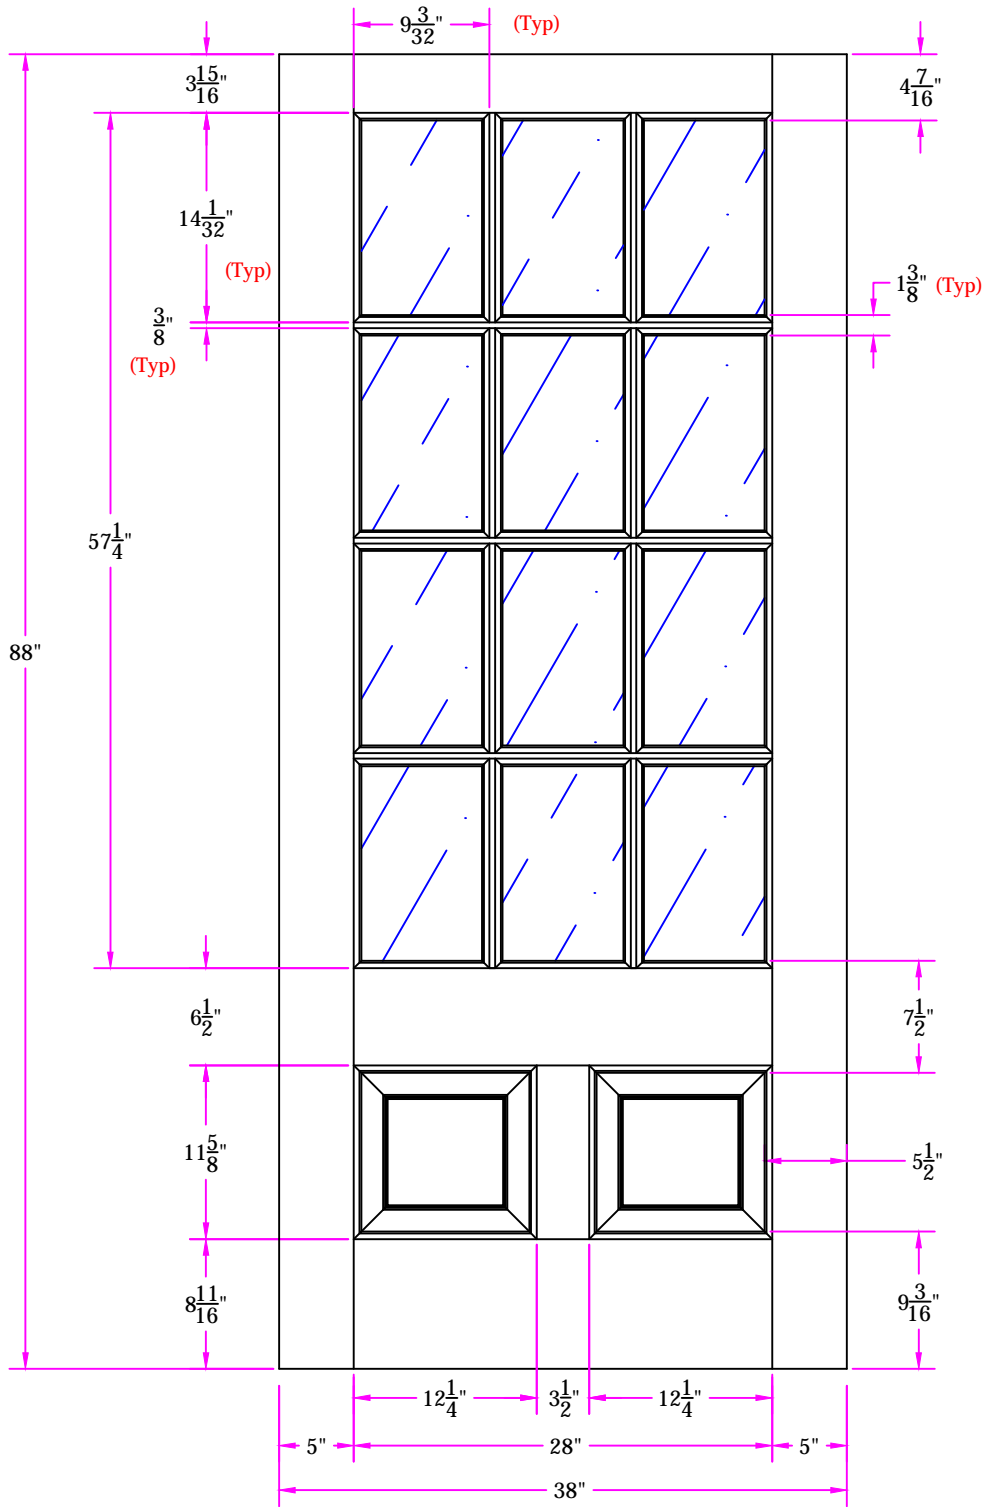 9 3/32" (Typ)
3 15/16"
4 7/16"
14 1/32"
(Typ)
1 3/8" (Typ)
3/8"
(Typ)
57 1/4"
88"
6 1/2"
7 1/2"
11 5/8"
5 1/2"
8 11/16"
9 3/16"
12 1/4" 3 1/2" 12 1/4"
5" 28" 5"
38"